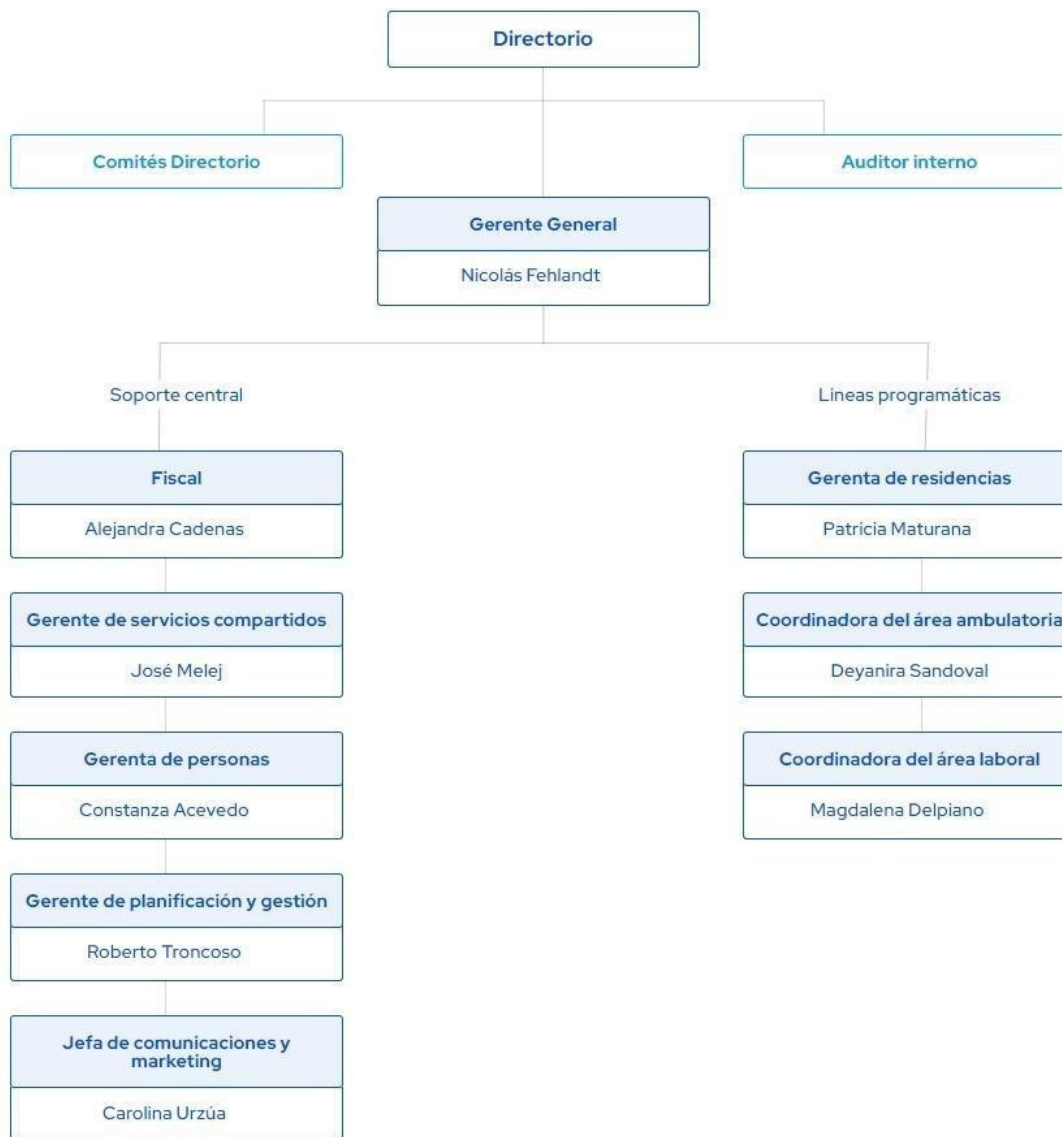 Directorio
Comités Directorio
Auditor interno
Gerente General
Nicolás Fehlandt
Soporte central
Lineas programáticas
Fiscal
Alejandra Cadenas
Gerenta de residencias
Patricia Maturana
Gerente de servicios compartidos
José Melej
Coordinadora del área ambulatoria
Deyanira Sandoval
Gerenta de personas
Constanza Acevedo
Coordinadora del área laboral
Magdalena Delpiano
Gerente de planificación y gestión
Roberto Troncoso
Jefa de comunicaciones y
marketing
Carolina Urzúa